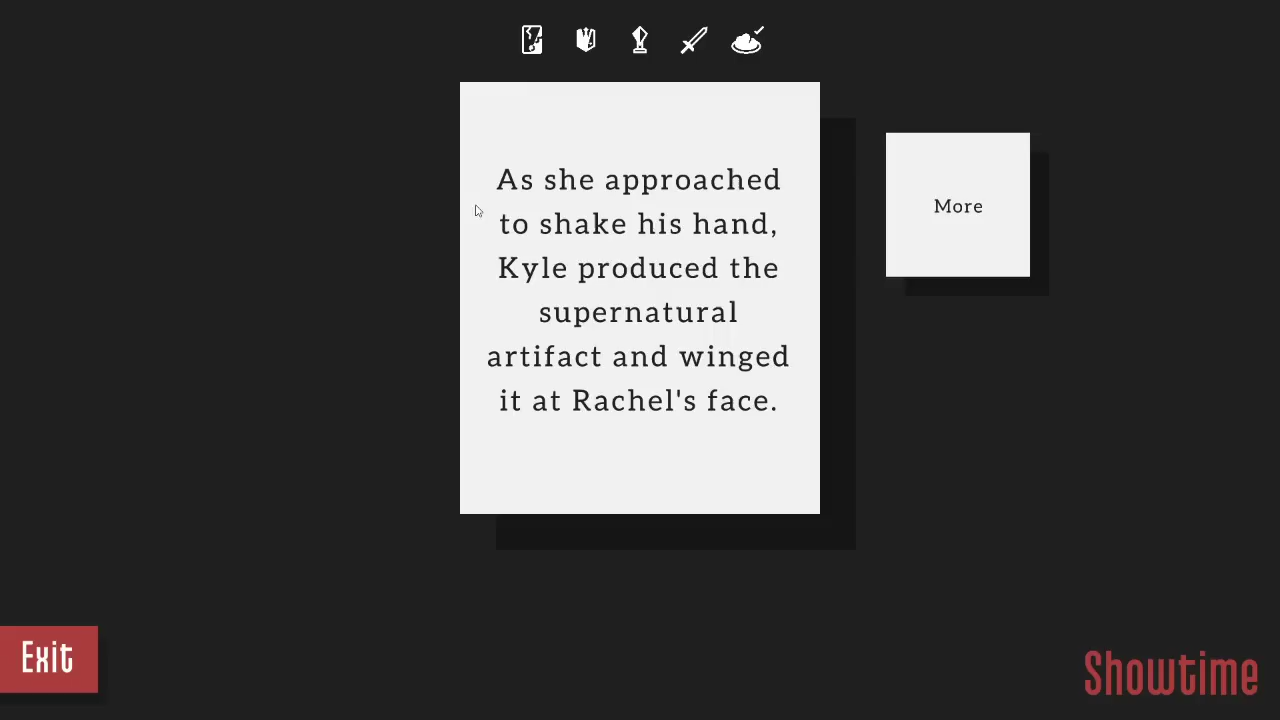 As she approached
to shake his hand,
Kyle produced the
supernatural
artifact and winged
it at Rachel's face.
More
Exit
Showtime